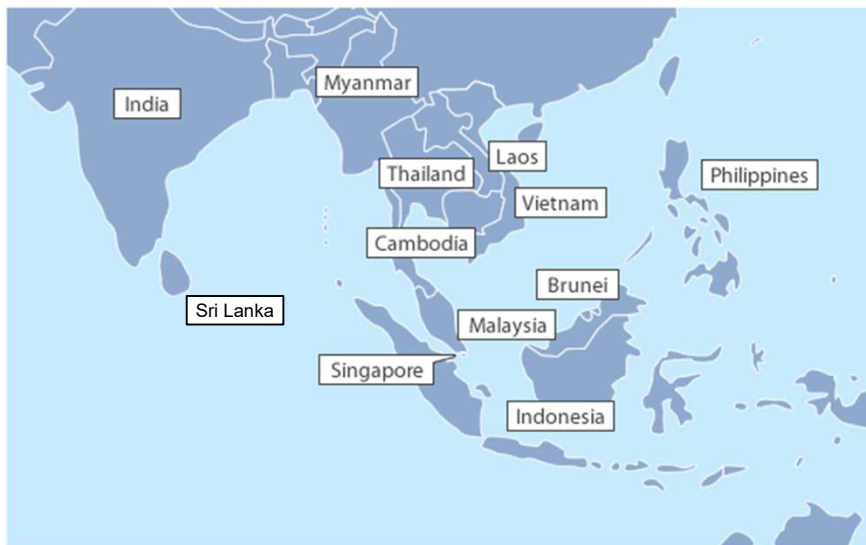 Myanmar
India
Laos
Thailand
Philippines
Vietnam
Cambodia
Brunei
Sri Lanka
Malaysia
Singapore
Indonesia